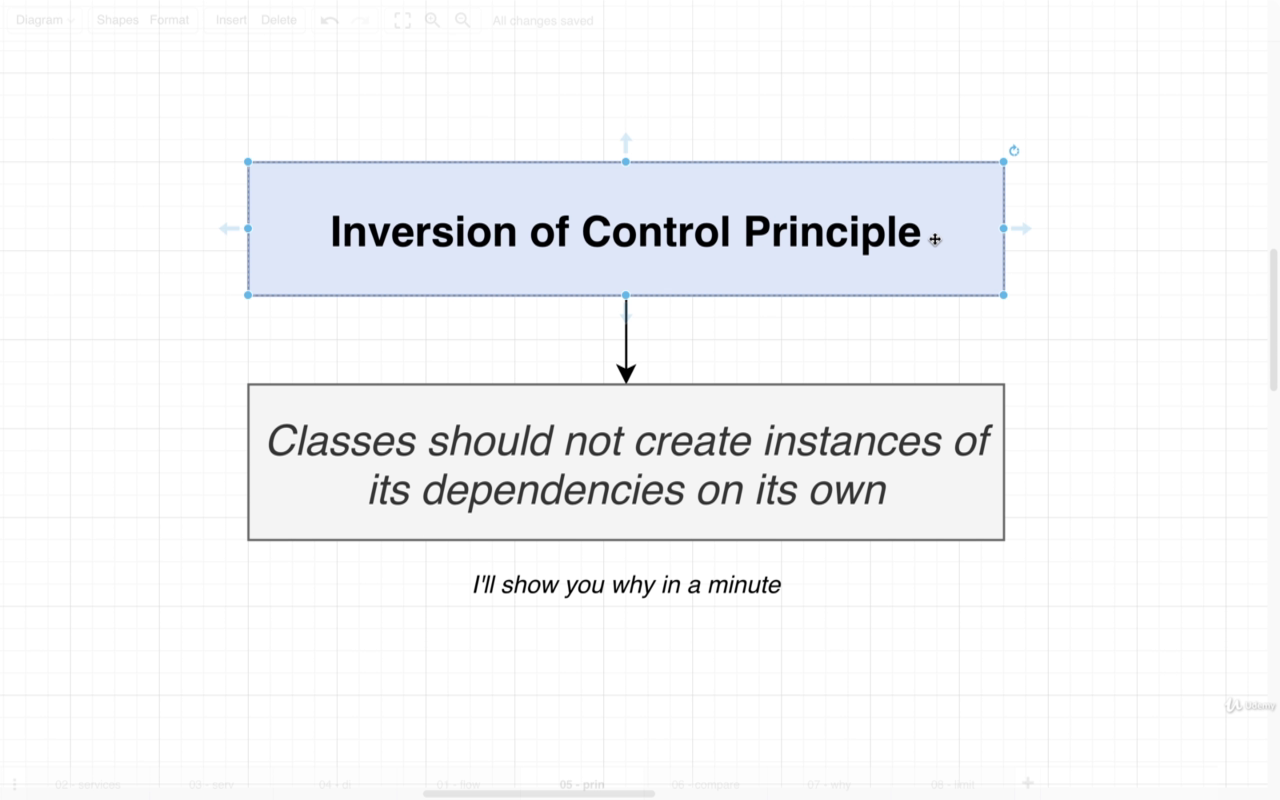 Diagram Shapes Format Insert Delete All changes saved
Inversion of Control Principle
Classes should not create instances of
its dependencies on its own
I'll show you why in a minute
Udemy
02 - services 03 - serv 04 - di 01 - flow 05 - prin 06 - compare 07 - why 08 - limit